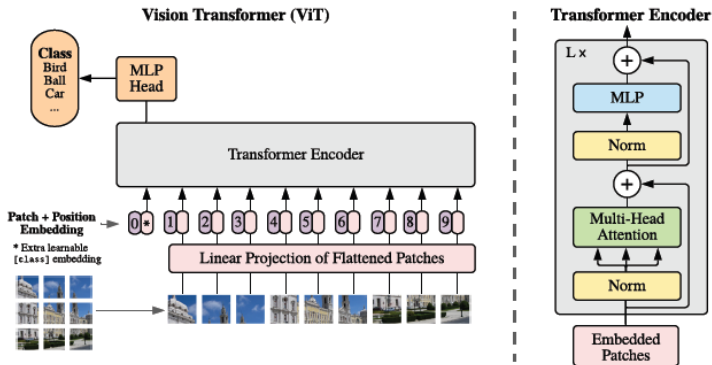 Vision Transformer (ViT)
Class
Bird
Ball
Car
...
MLP
Head
Transformer Encoder
Patch + Position
Embedding
0 * 1 2 3 4 5 6 7 8 9
* Extra learnable
[class] embedding
Linear Projection of Flattened Patches
Transformer Encoder
L ×
+
MLP
Norm
+
Multi-Head
Attention
Norm
Embedded
Patches